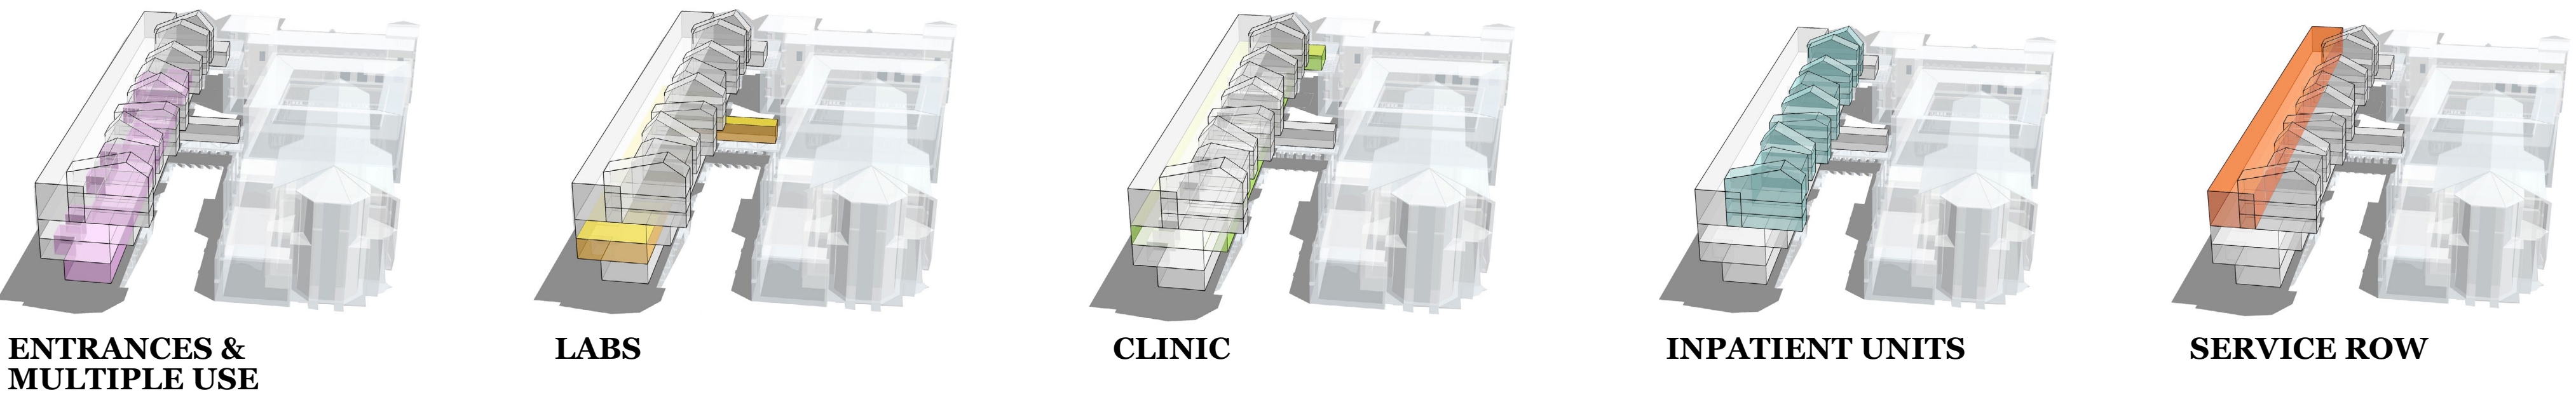 ENTRANCES &
MULTIPLE USE
LABS
CLINIC
INPATIENT UNITS
SERVICE ROW